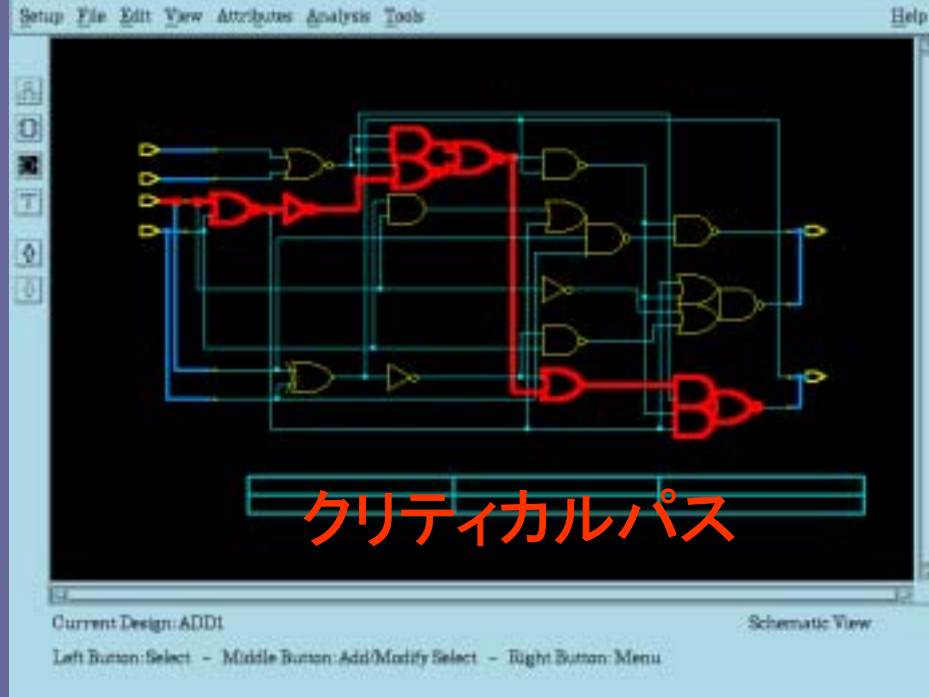 Setup File Edit View Attributes Analysis Tools Help
T
クリティカルパス
Current Design: ADD1 Schematic View
Left Button: Select - Middle Button: Add/Modify Select - Right Button: Menu